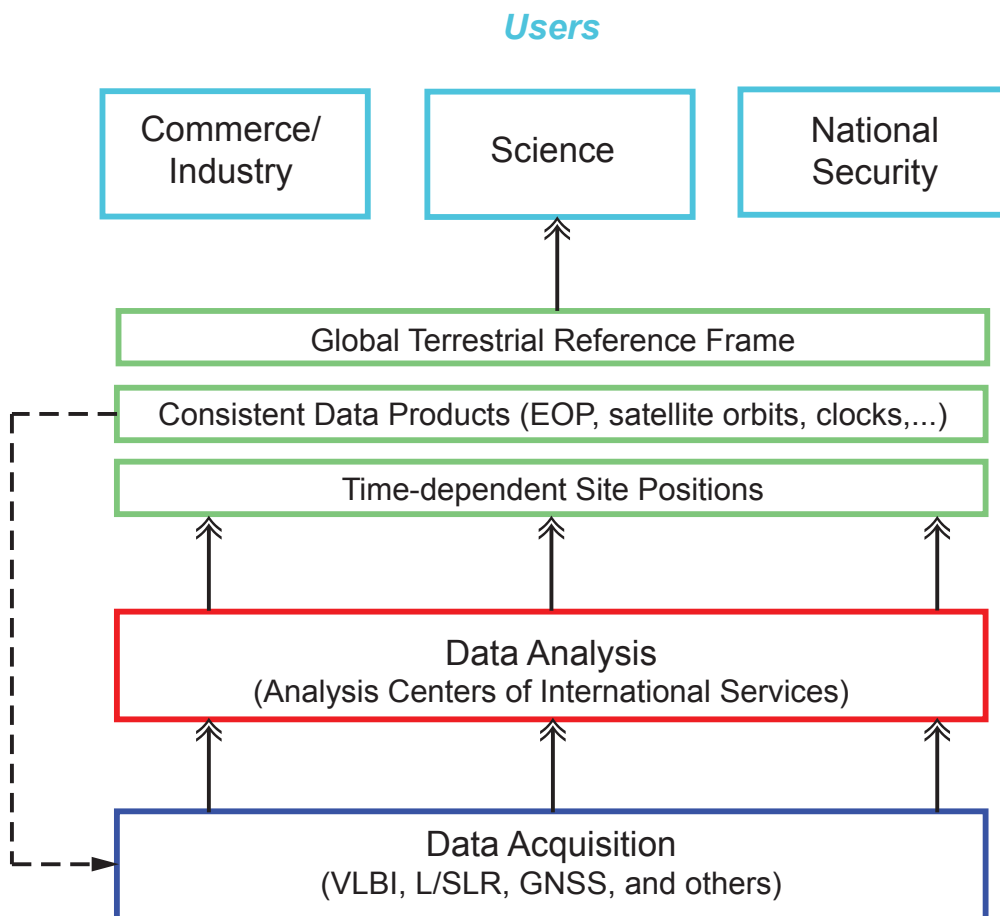 Users
Commerce/
Industry
Science
National
Security
Global Terrestrial Reference Frame
Consistent Data Products (EOP, satellite orbits, clocks,...)
Time-dependent Site Positions
Data Analysis
(Analysis Centers of International Services)
Data Acquisition
(VLBI, L/SLR, GNSS, and others)